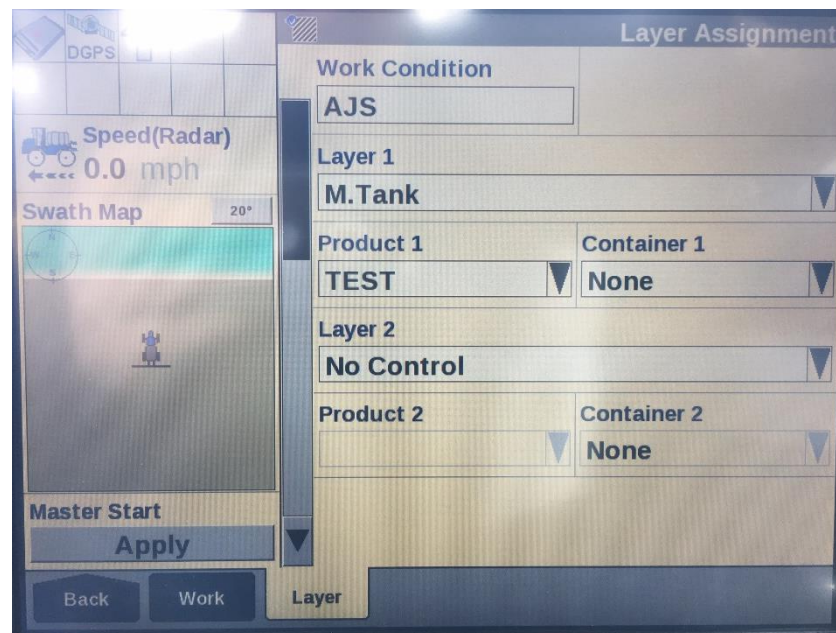 Layer Assignment
DGPS
Work Condition
AJS
Speed(Radar)
0.0 mph
Layer 1
M.Tank
Swath Map
20°
Product 1
Container 1
TEST
None
Layer 2
No Control
Product 2
Container 2
None
Master Start
Apply
Back
Work
Layer